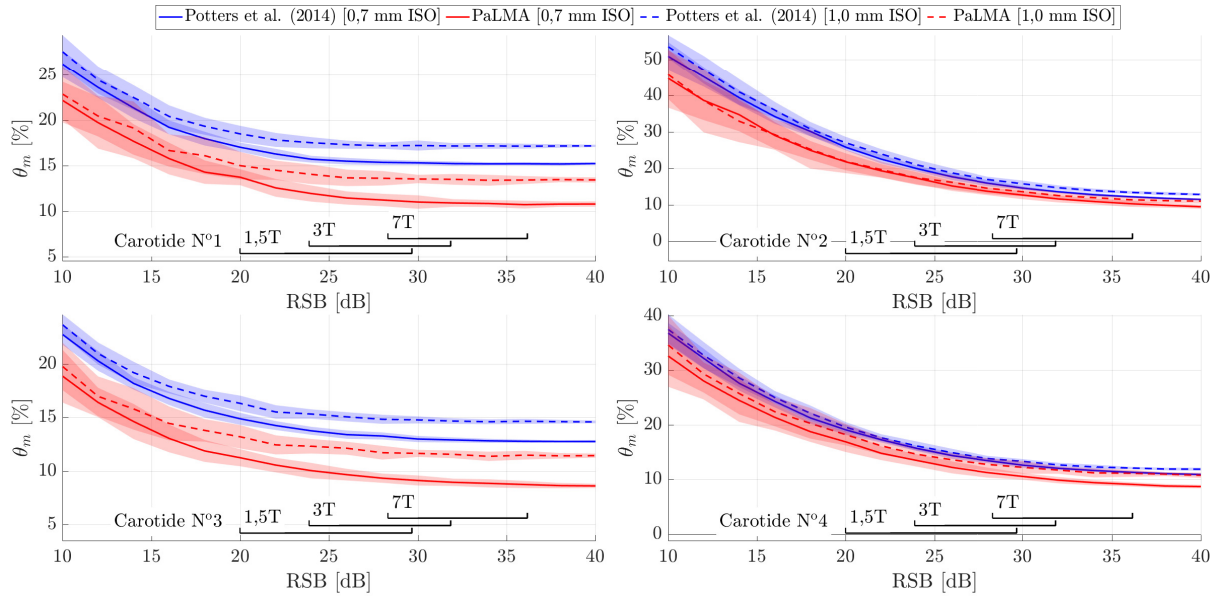 Potters et al. (2014) [0,7 mm ISO] PaLMA [0,7 mm ISO] Potters et al. (2014) [1,0 mm ISO] PaLMA [1,0 mm ISO]
θm [%]
25
20
15
10
5
Carotide Nº1
1,5T
3T
7T
10 15 20 25 30 35 40
RSB [dB]
θm [%]
50
40
30
20
10
0
Carotide Nº2
1,5T
3T
7T
10 15 20 25 30 35 40
RSB [dB]
θm [%]
20
15
10
5
Carotide Nº3
1,5T
3T
7T
10 15 20 25 30 35 40
RSB [dB]
θm [%]
40
30
20
10
0
Carotide Nº4
1,5T
3T
7T
10 15 20 25 30 35 40
RSB [dB]